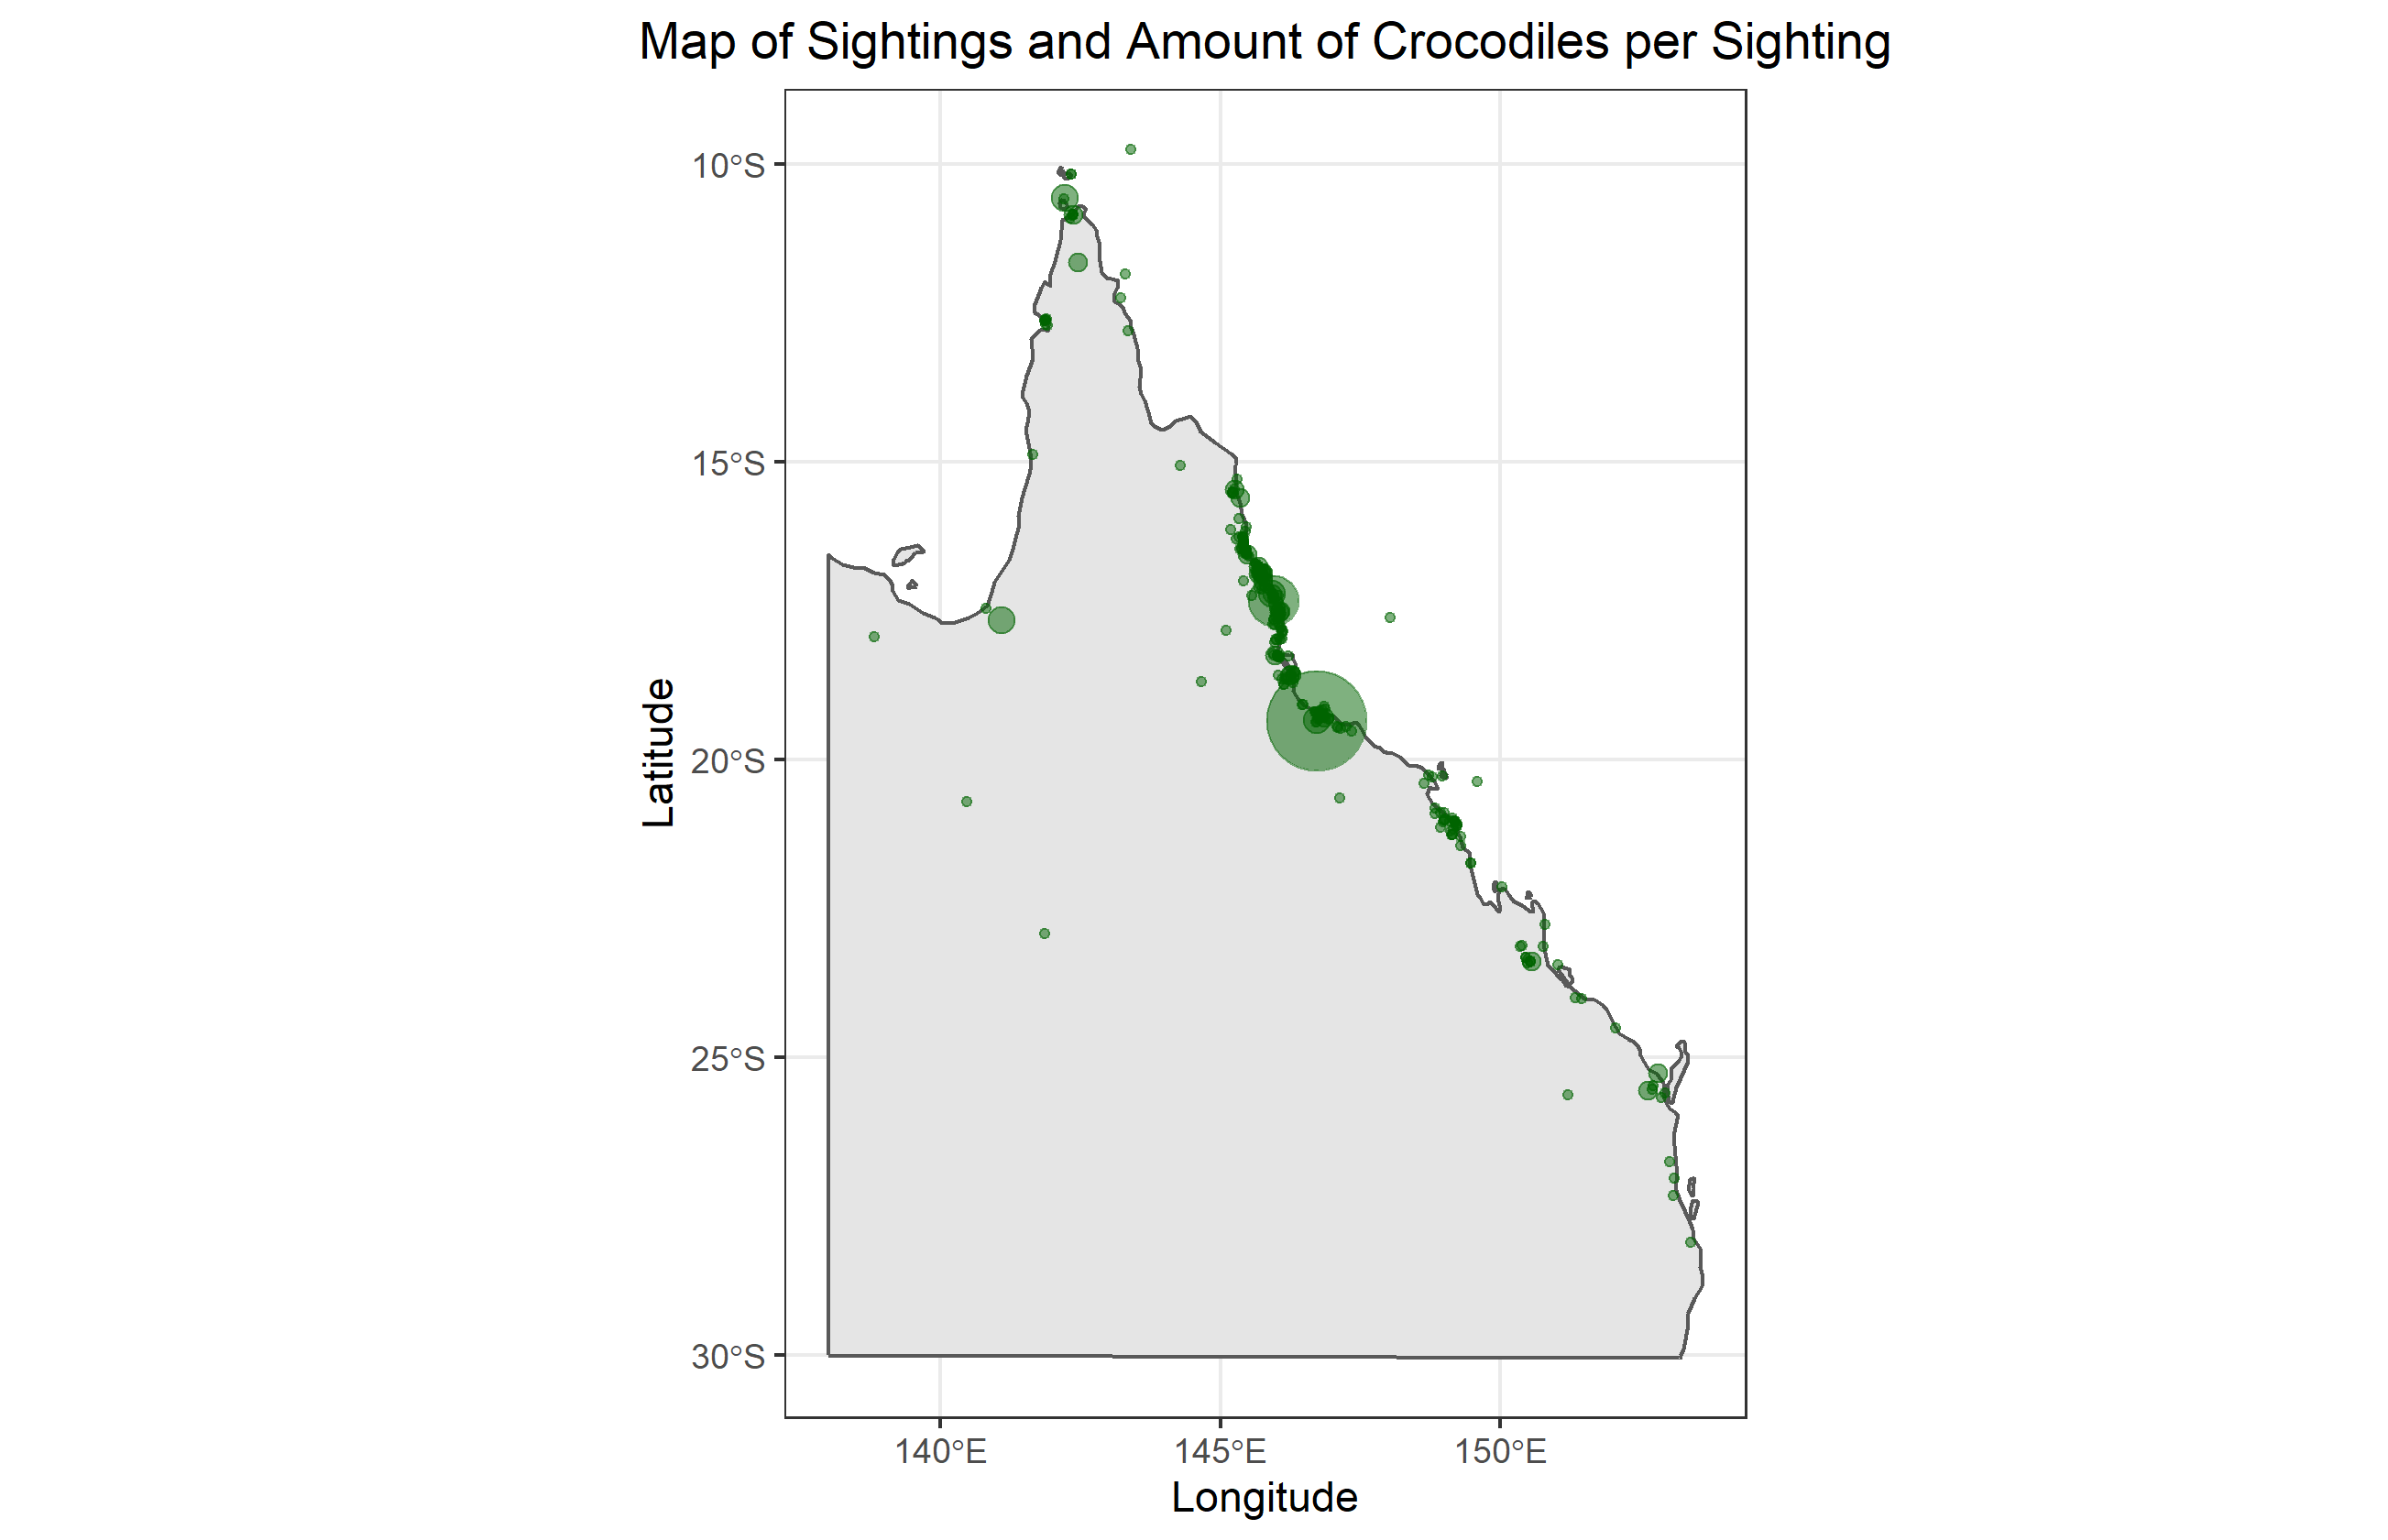 Map of Sightings and Amount of Crocodiles per Sighting
10°S
15°S
20°S
25°S
30°S
Latitude
140°E
145°E
150°E
Longitude